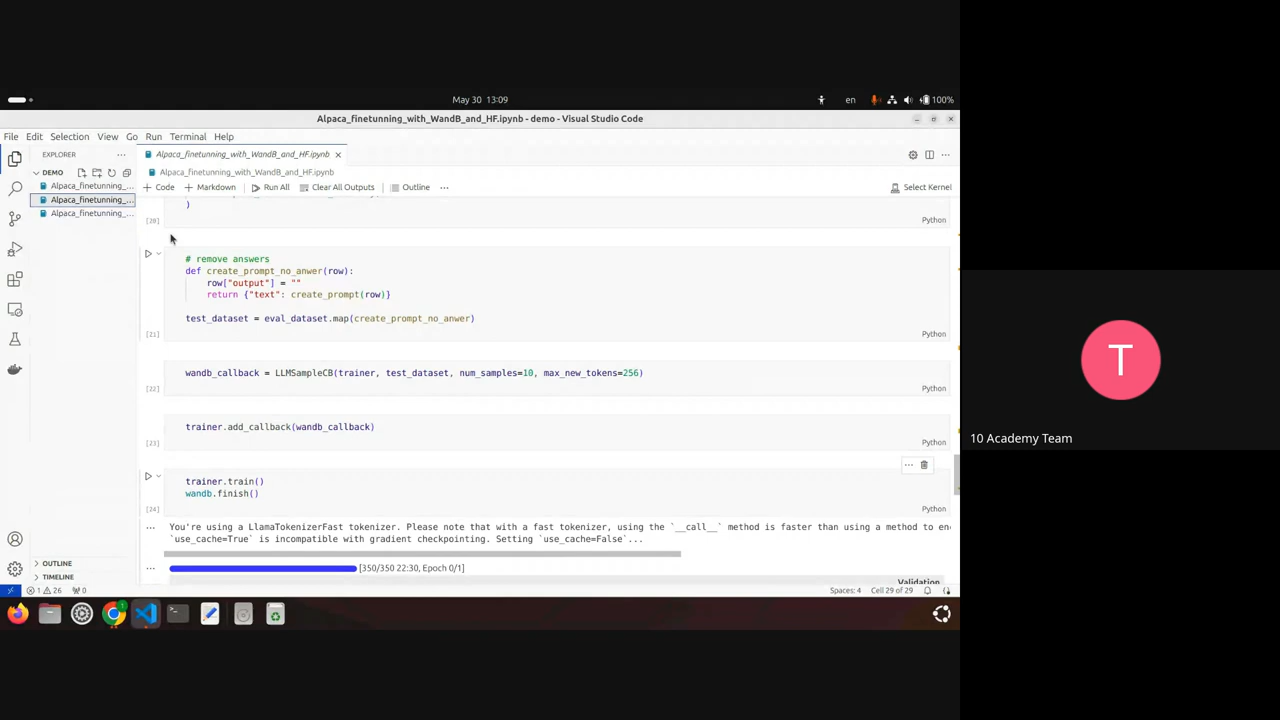 May 30 13:09
en
100%
Alpaca_finetunning_with_WandB_and_HF.ipynb - demo - Visual Studio Code
File Edit Selection View Go Run Terminal Help
EXPLORER
Alpaca_finetunning_with_WandB_and_HF.ipynb
DEMO
Alpaca_finetunning_with_WandB_and_HF.ipynb
Alpaca_finetunning_...
Alpaca_finetunning_...
Alpaca_finetunning_...
Code Markdown Run All Clear All Outputs Outline ...
Select Kernel
)
[20]
Python
# remove answers
def create_prompt_no_anwer(row):
row["output"] = ""
return {"text": create_prompt(row)}
test_dataset = eval_dataset.map(create_prompt_no_anwer)
[21]
Python
wandb_callback = LLMSampleCB(trainer, test_dataset, num_samples=10, max_new_tokens=256)
[22]
Python
trainer.add_callback(wandb_callback)
[23]
Python
trainer.train()
wandb.finish()
[24]
Python
You're using a LlamaTokenizerFast tokenizer. Please note that with a fast tokenizer, using the `__call__` method is faster than using a method to en
`use_cache=True` is incompatible with gradient checkpointing. Setting `use_cache=False`...
[350/350 22:30, Epoch 0/1]
Validation
OUTLINE
TIMELINE
1 26 0
Spaces: 4 Cell 29 of 29
T
10 Academy Team